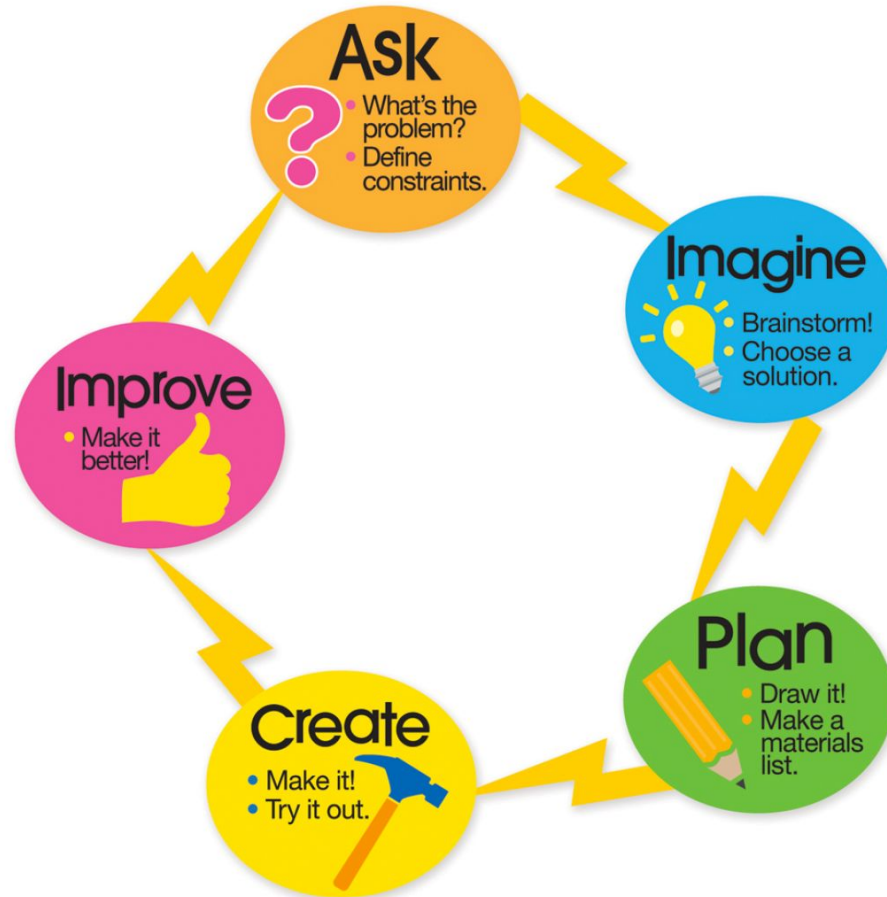 Ask
• What's the
problem?
• Define
constraints.
Imagine
• Brainstorm!
• Choose a
solution.
Plan
• Draw it!
• Make a
materials
list.
Create
• Make it!
• Try it out.
Improve
• Make it
better!